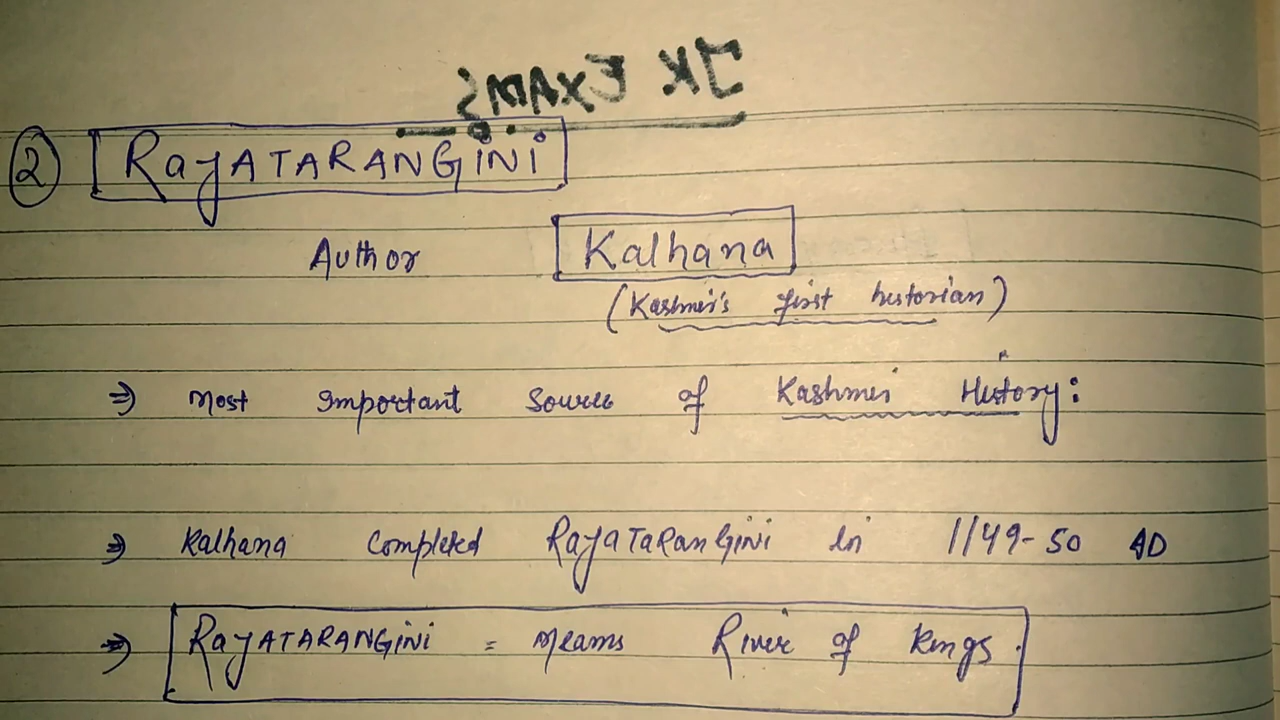 JK EXAMS
2 RajATARANGiNi
Author Kalhana
(Kashmir's first historian)
⇒ Most Important Source of Kashmir History:
⇒ Kalhana Completed RajaTaRanGini in 1149-50 AD
⇒ RajATARANGiNi = Means River of Kings.